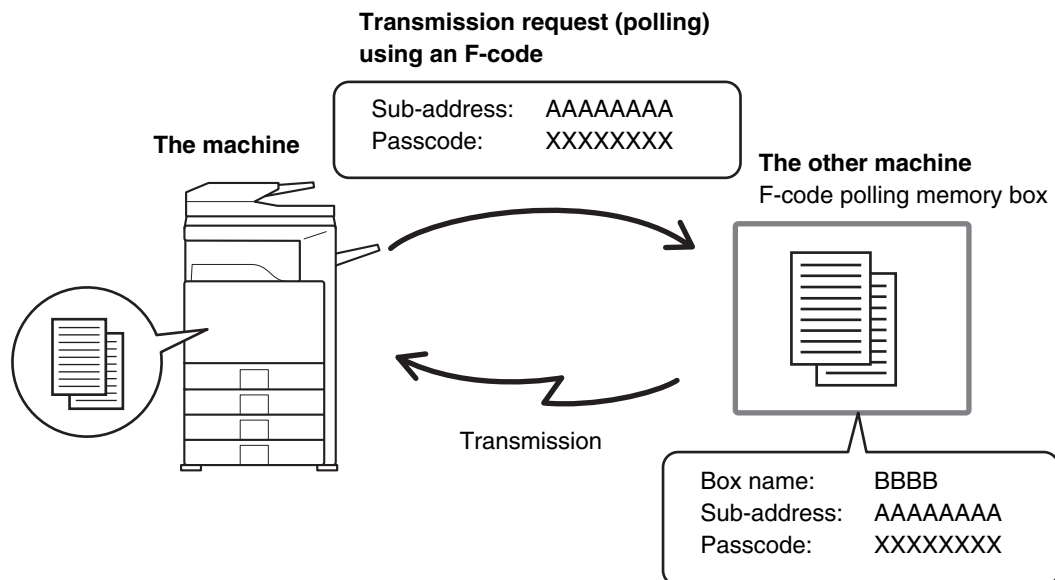 Transmission request (polling)
using an F-code
Sub-address: AAAAAAAA
Passcode: XXXXXXXX
The machine
The other machine
F-code polling memory box
Transmission
Box name: BBBB
Sub-address: AAAAAAAA
Passcode: XXXXXXXX